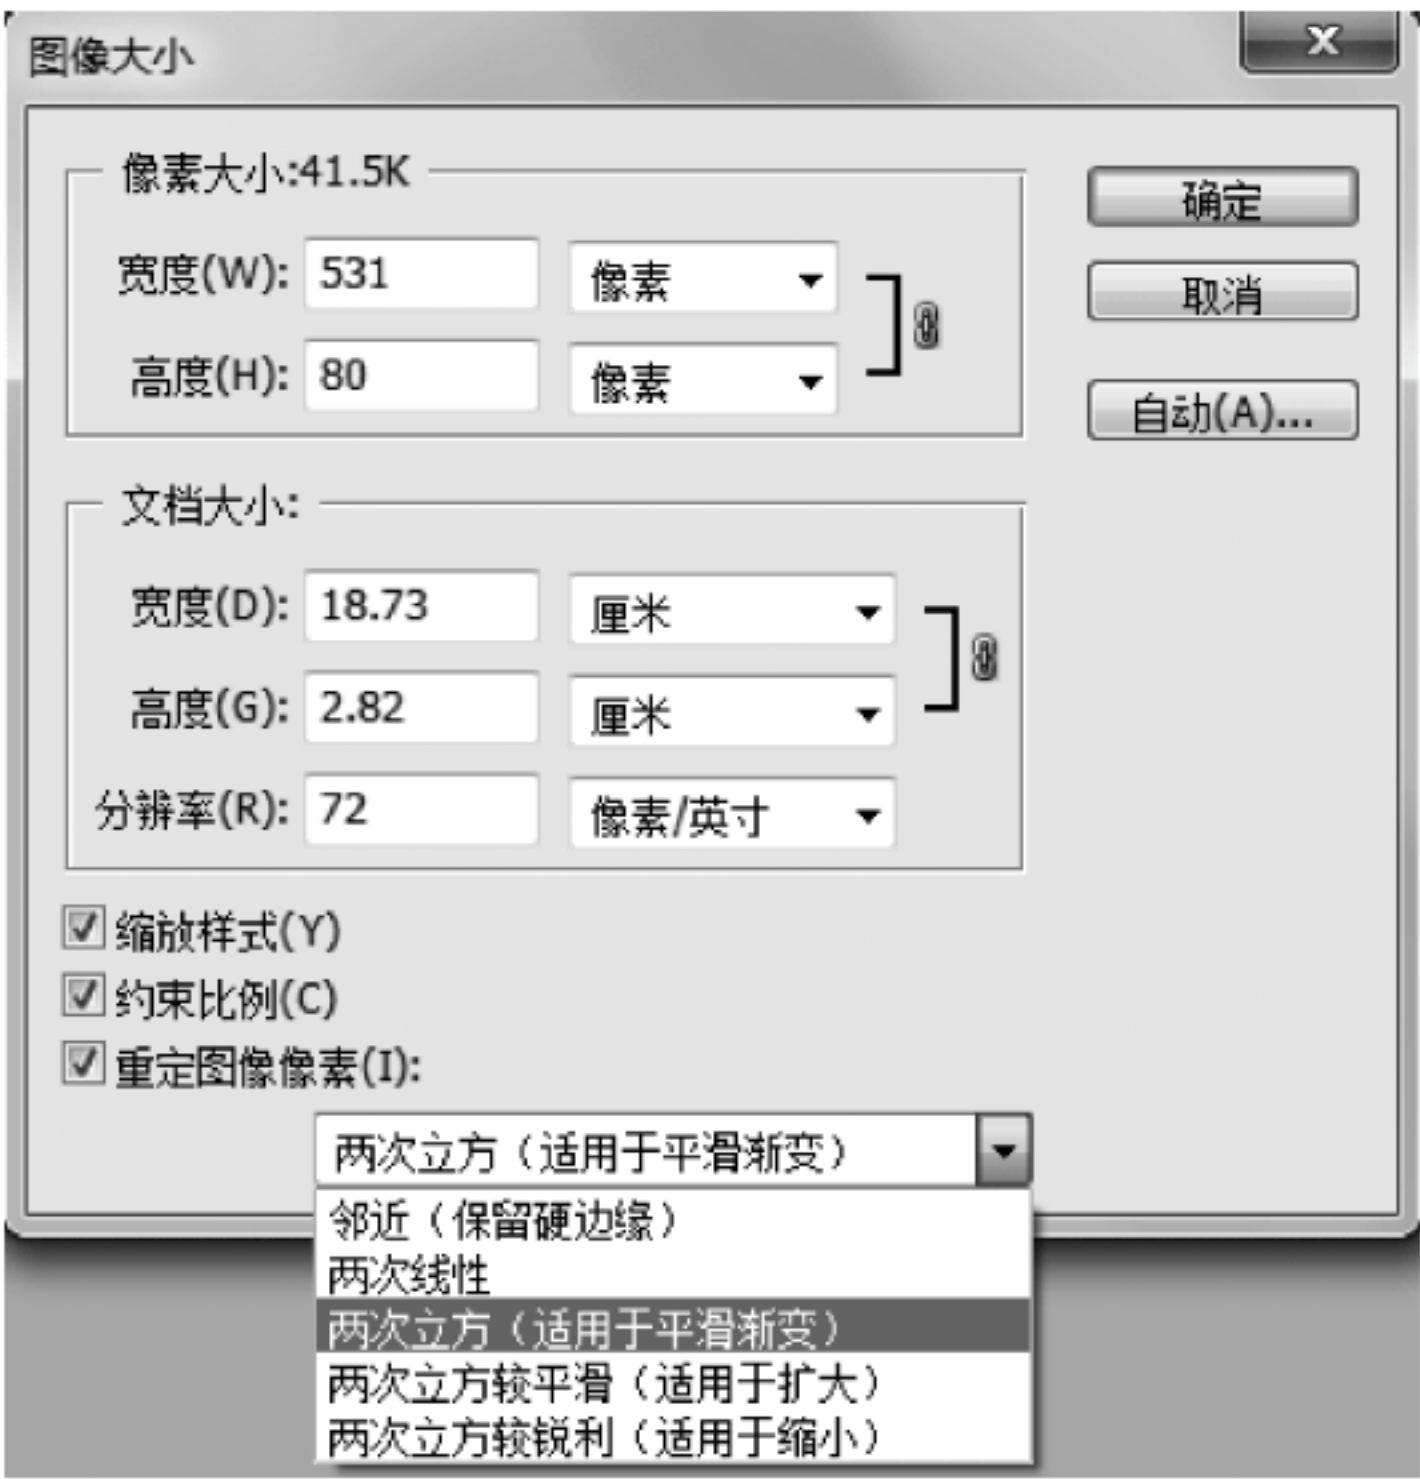 图像大小
像素大小:41.5K
宽度(W): 531 像素
高度(H): 80 像素
确定
取消
自动(A)...
文档大小:
宽度(D): 18.73 厘米
高度(G): 2.82 厘米
分辨率(R): 72 像素/英寸
缩放样式(Y)
约束比例(C)
重定图像像素(I):
两次立方（适用于平滑渐变）
邻近（保留硬边缘）
两次线性
两次立方（适用于平滑渐变）
两次立方较平滑（适用于扩大）
两次立方较锐利（适用于缩小）